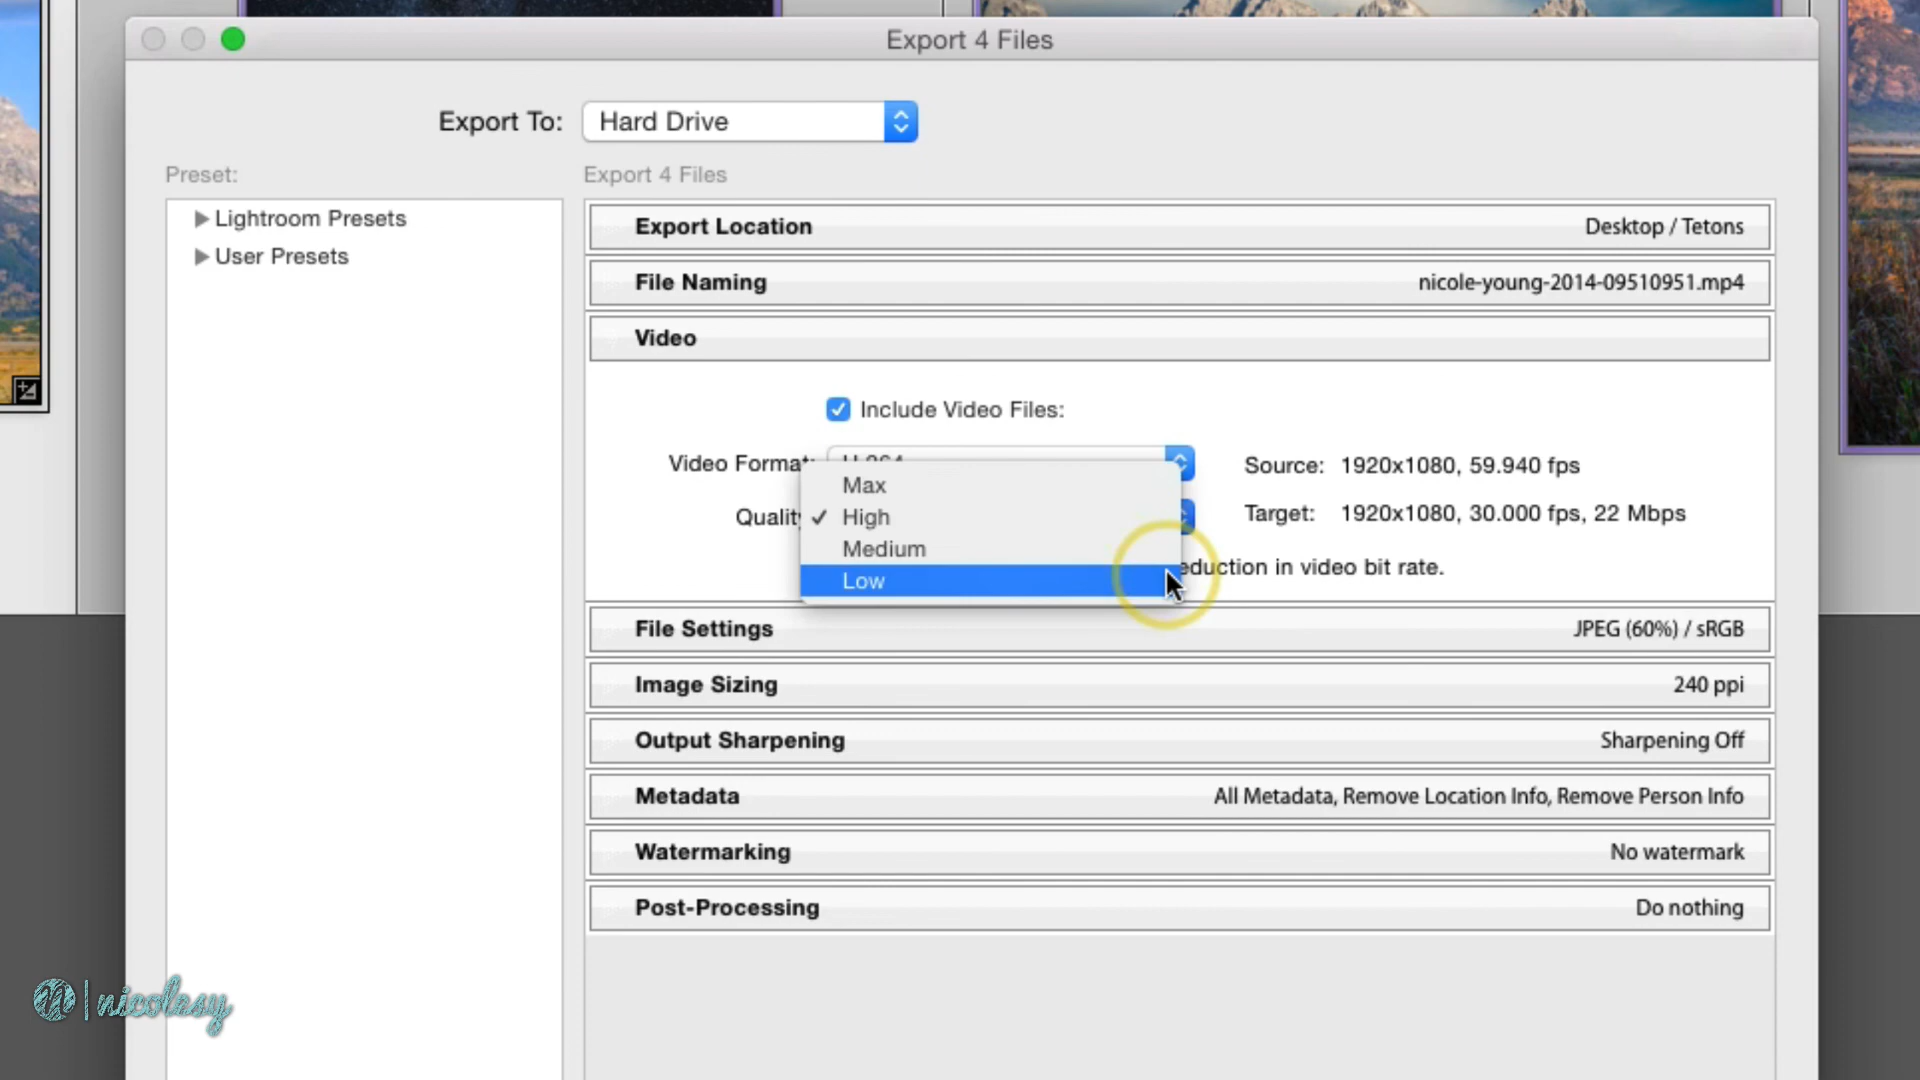 Export 4 Files
Export To: Hard Drive
Preset:
Export 4 Files
Lightroom Presets
User Presets
Export Location Desktop / Tetons
File Naming nicole-young-2014-09510951.mp4
Video
Include Video Files:
Video Format: H.264
Source: 1920x1080, 59.940 fps
Max
Quality ✓ High
Target: 1920x1080, 30.000 fps, 22 Mbps
Medium
Low
eduction in video bit rate.
File Settings JPEG (60%) / sRGB
Image Sizing 240 ppi
Output Sharpening Sharpening Off
Metadata All Metadata, Remove Location Info, Remove Person Info
Watermarking No watermark
Post-Processing Do nothing
n | nicolesy